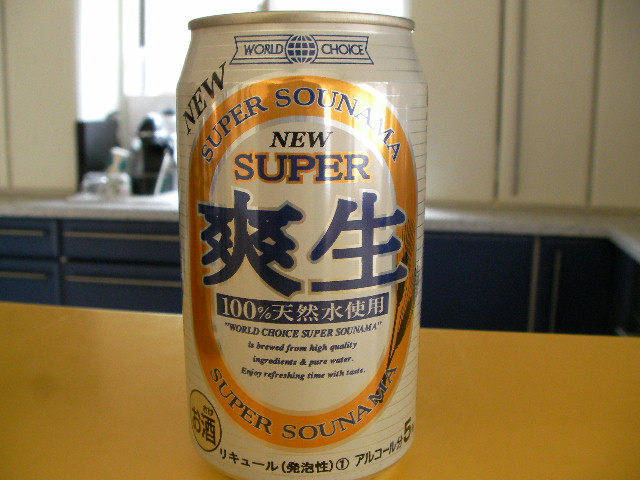 WORLD CHOICE
NEW
SUPER SOUNAMA
NEW
SUPER
爽生
100%天然水使用
"WORLD CHOICE SUPER SOUNAMA"
is brewed from high quality
ingredients & pure water.
Enjoy refreshing time with taste.
SUPER SOUNAMA
お酒
リキュール(発泡性)① アルコール分5